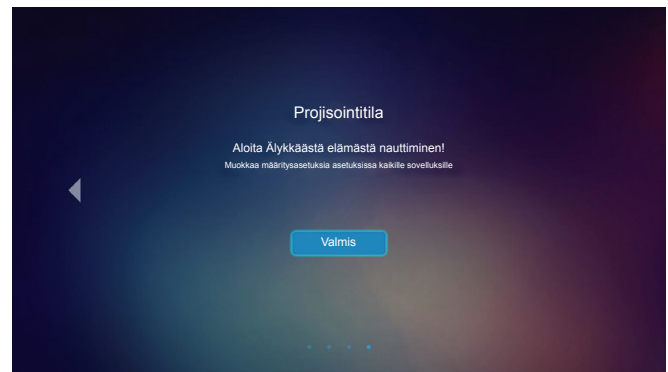 Projisointitila
Aloita Älykkäästä elämästä nauttiminen!
Muokkaa määritysasetuksia asetuksissa kaikille sovelluksille
Valmis